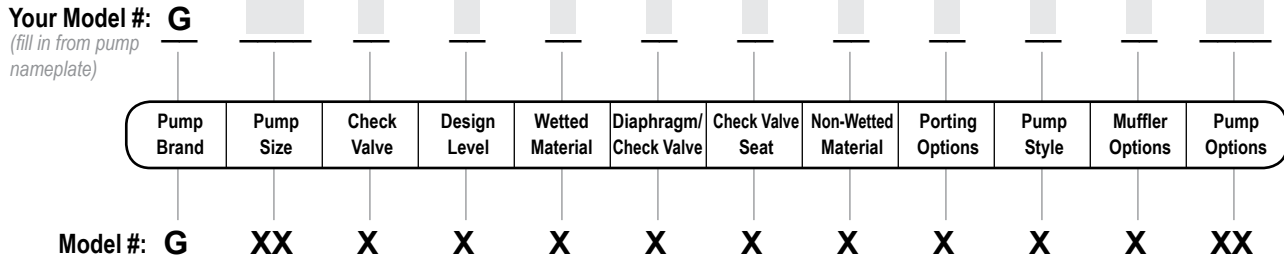 Your Model #: G
(fill in from pump
nameplate)
Pump Pump Check Design Wetted Diaphragm/ Check Valve Non-Wetted Porting Pump Muffler Pump
Brand Size Valve Level Material Check Valve Seat Material Options Style Options Options
Model #: G XX X X X X X X X X X XX